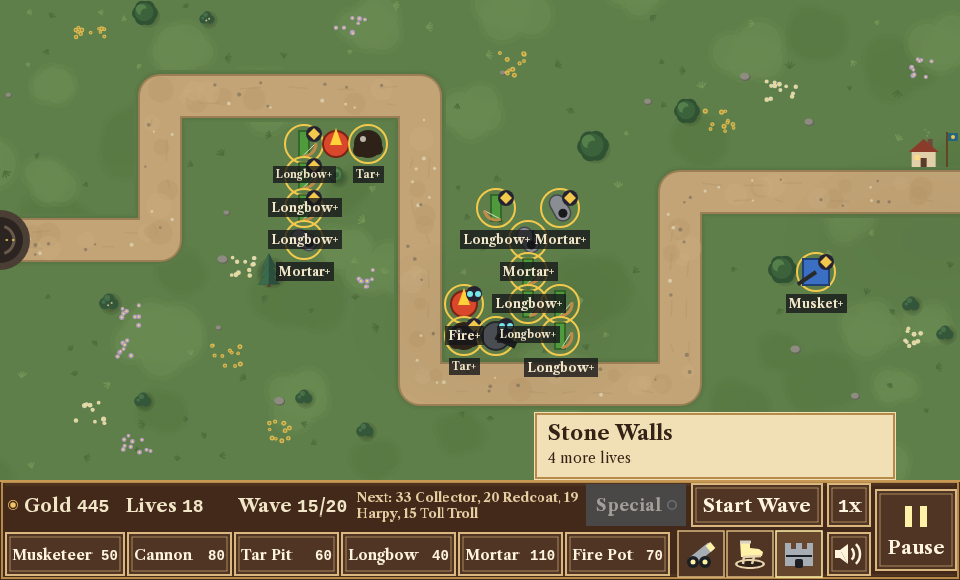 Longbow+
Tar+
Longbow+
Longbow+
Mortar+
Longbow+
Mortar+
Mortar+
Longbow+
Fire+
Longbow+
Tar+
Longbow+
Musket+
Stone Walls
4 more lives
Gold 445 Lives 18 Wave 15/20
Next: 33 Collector, 20 Redcoat, 19
Harpy, 15 Toll Troll
Special
Start Wave
1x
Pause
Musketeer 50
Cannon 80
Tar Pit 60
Longbow 40
Mortar 110
Fire Pot 70